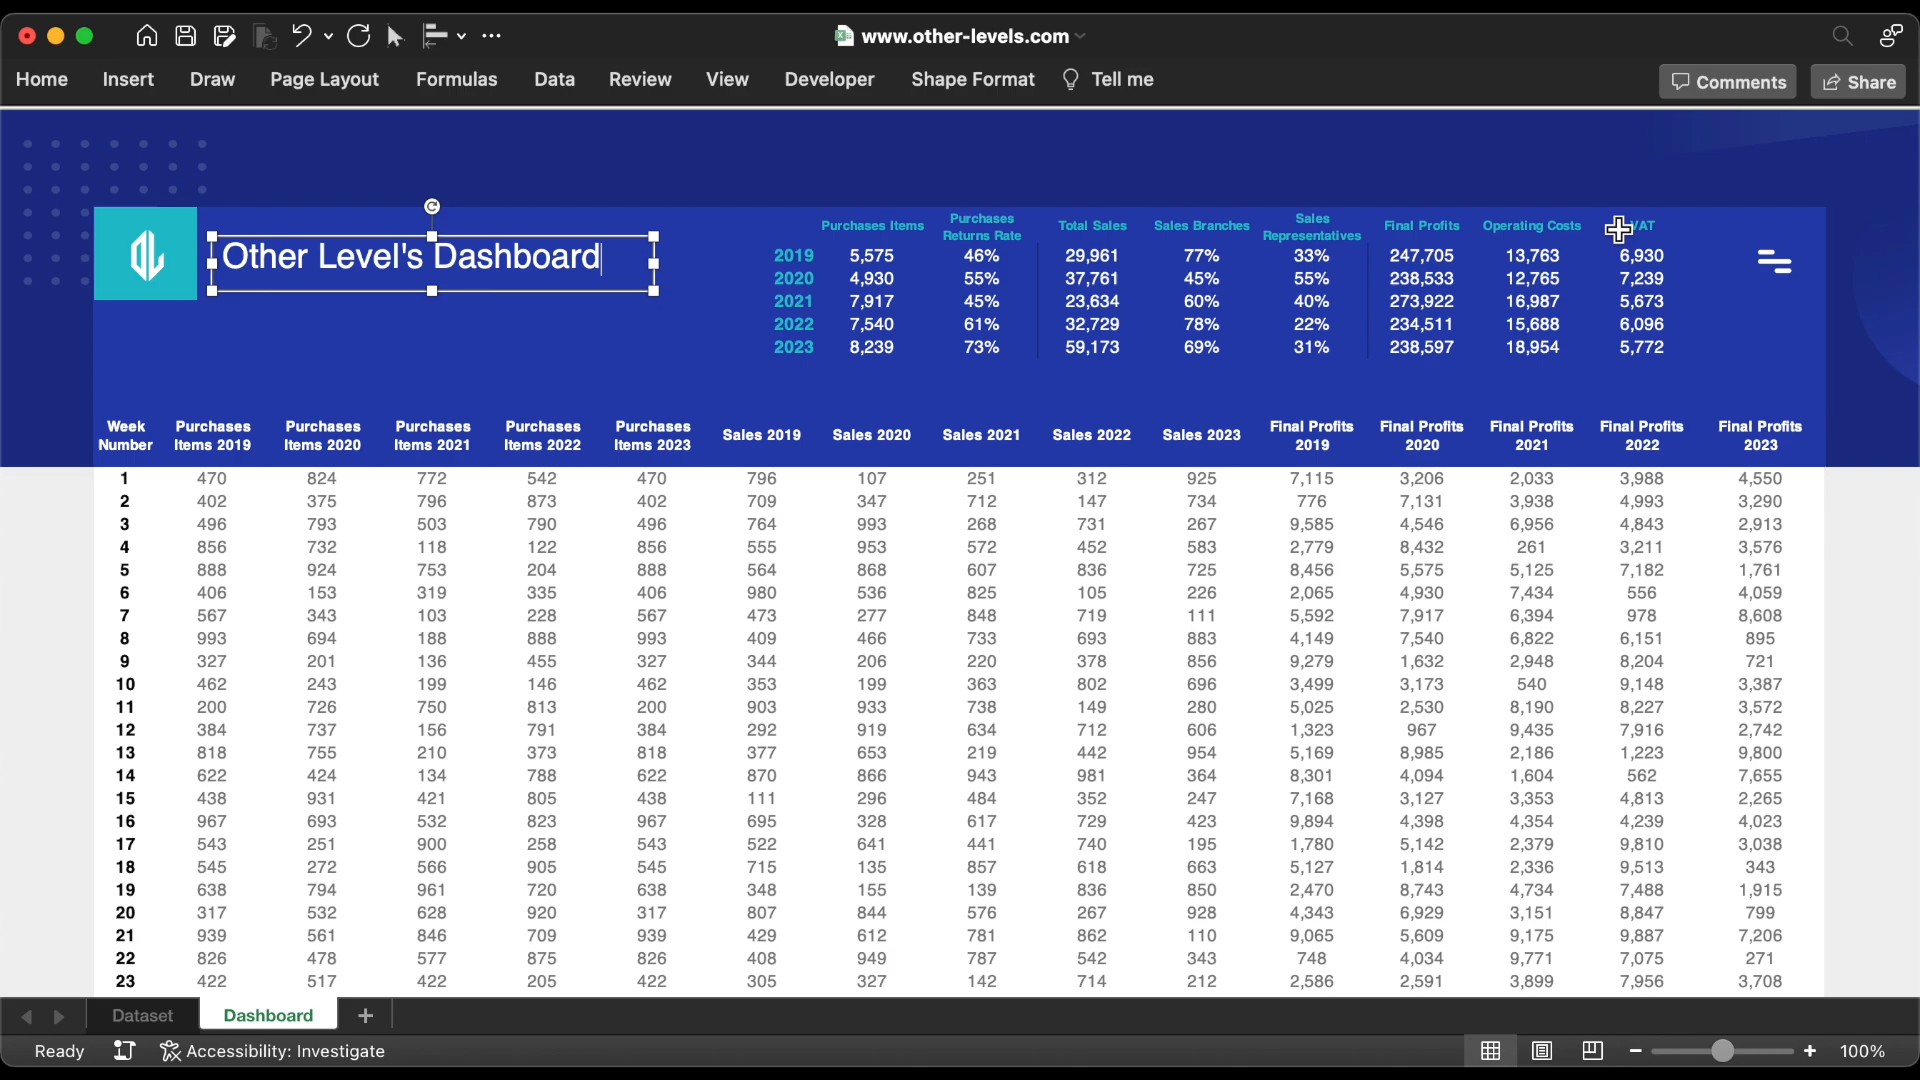 www.other-levels.com
Home Insert Draw Page Layout Formulas Data Review View Developer Shape Format Tell me Comments Share
Other Level's Dashboard
Purchases Items Purchases Returns Rate Total Sales Sales Branches Sales Representatives Final Profits Operating Costs VAT
2019 5,575 46% 29,961 77% 33% 247,705 13,763 6,930
2020 4,930 55% 37,761 45% 55% 238,533 12,765 7,239
2021 7,917 45% 23,634 60% 40% 273,922 16,987 5,673
2022 7,540 61% 32,729 78% 22% 234,511 15,688 6,096
2023 8,239 73% 59,173 69% 31% 238,597 18,954 5,772
Week Number Purchases Items 2019 Purchases Items 2020 Purchases Items 2021 Purchases Items 2022 Purchases Items 2023 Sales 2019 Sales 2020 Sales 2021 Sales 2022 Sales 2023 Final Profits 2019 Final Profits 2020 Final Profits 2021 Final Profits 2022 Final Profits 2023
1 470 824 772 542 470 796 107 251 312 925 7,115 3,206 2,033 3,988 4,550
2 402 375 796 873 402 709 347 712 147 734 776 7,131 3,938 4,993 3,290
3 496 793 503 790 496 764 993 268 731 267 9,585 4,546 6,956 4,843 2,913
4 856 732 118 122 856 555 953 572 452 583 2,779 8,432 261 3,211 3,576
5 888 924 753 204 888 564 868 607 836 725 8,456 5,575 5,125 7,182 1,761
6 406 153 319 335 406 980 536 825 105 226 2,065 4,930 7,434 556 4,059
7 567 343 103 228 567 473 277 848 719 111 5,592 7,917 6,394 978 8,608
8 993 694 188 888 993 409 466 733 693 883 4,149 7,540 6,822 6,151 895
9 327 201 136 455 327 344 206 220 378 856 9,279 1,632 2,948 8,204 721
10 462 243 199 146 462 353 199 363 802 696 3,499 3,173 540 9,148 3,387
11 200 726 750 813 200 903 933 738 149 280 5,025 2,530 8,190 8,227 3,572
12 384 737 156 791 384 292 919 634 712 606 1,323 967 9,435 7,916 2,742
13 818 755 210 373 818 377 653 219 442 954 5,169 8,985 2,186 1,223 9,800
14 622 424 134 788 622 870 866 943 981 364 8,301 4,094 1,604 562 7,655
15 438 931 421 805 438 111 296 484 352 247 7,168 3,127 3,353 4,813 2,265
16 967 693 532 823 967 695 328 617 729 423 9,894 4,398 4,354 4,239 4,023
17 543 251 900 258 543 522 641 441 740 195 1,780 5,142 2,379 9,810 3,038
18 545 272 566 905 545 715 135 857 618 663 5,127 1,814 2,336 9,513 343
19 638 794 961 720 638 348 155 139 836 850 2,470 8,743 4,734 7,488 1,915
20 317 532 628 920 317 807 844 576 267 928 4,343 6,929 3,151 8,847 799
21 939 561 846 709 939 429 612 781 862 110 9,065 5,609 9,175 9,887 7,206
22 826 478 577 875 826 408 949 787 542 343 748 4,034 9,771 7,075 271
23 422 517 422 205 422 305 327 142 714 212 2,586 2,591 3,899 7,956 3,708
Dataset Dashboard
Ready Accessibility: Investigate 100%